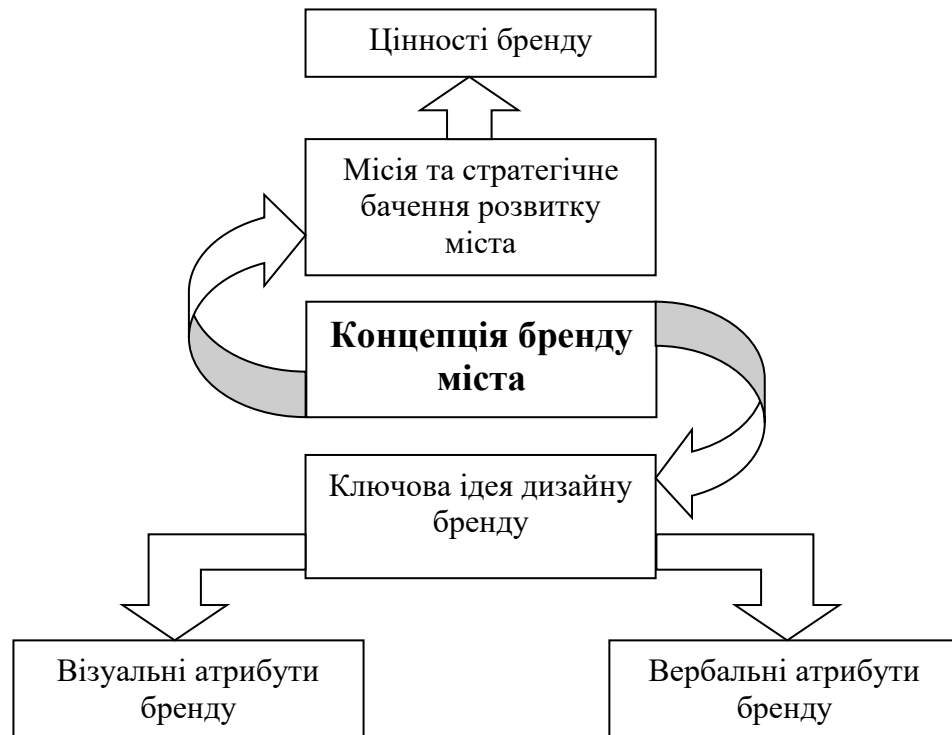 Цінності бренду
Місія та стратегічне
бачення розвитку
міста
Концепція бренду
міста
Ключова ідея дизайну
бренду
Візуальні атрибути
бренду
Вербальні атрибути
бренду